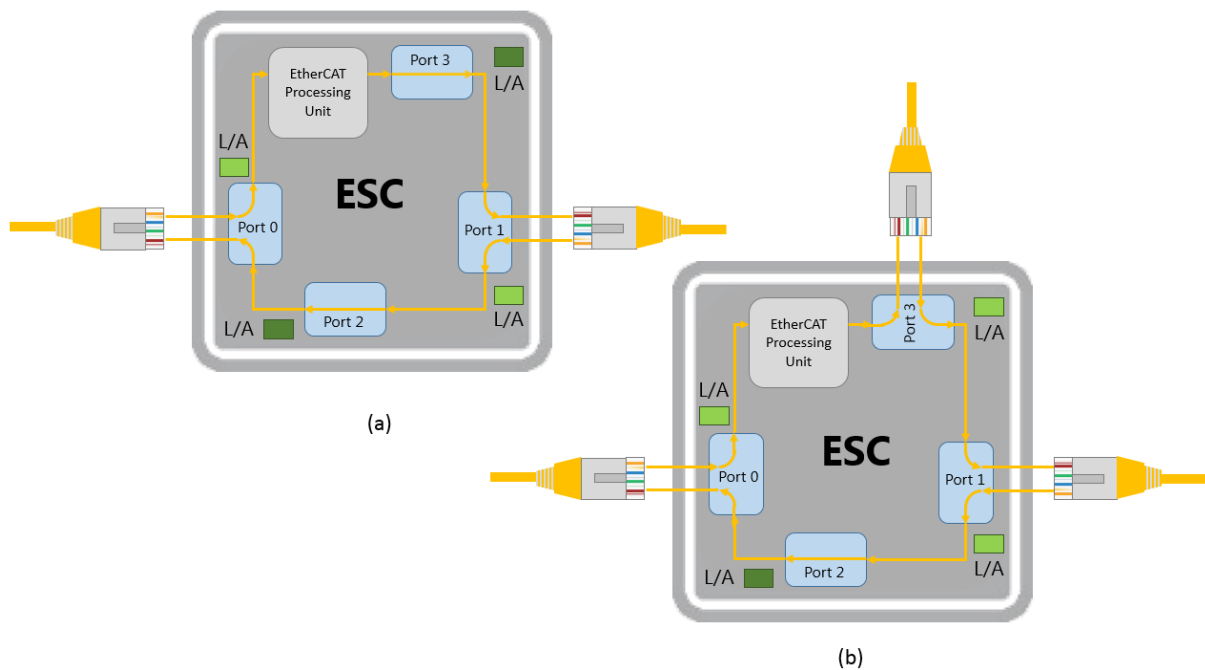 Port 3
L/A
EtherCAT
Processing
Unit
L/A
ESC
Port 0
Port 1
L/A
Port 2
L/A
(a)
Port 3
L/A
EtherCAT
Processing
Unit
L/A
ESC
Port 0
Port 1
L/A
Port 2
L/A
(b)